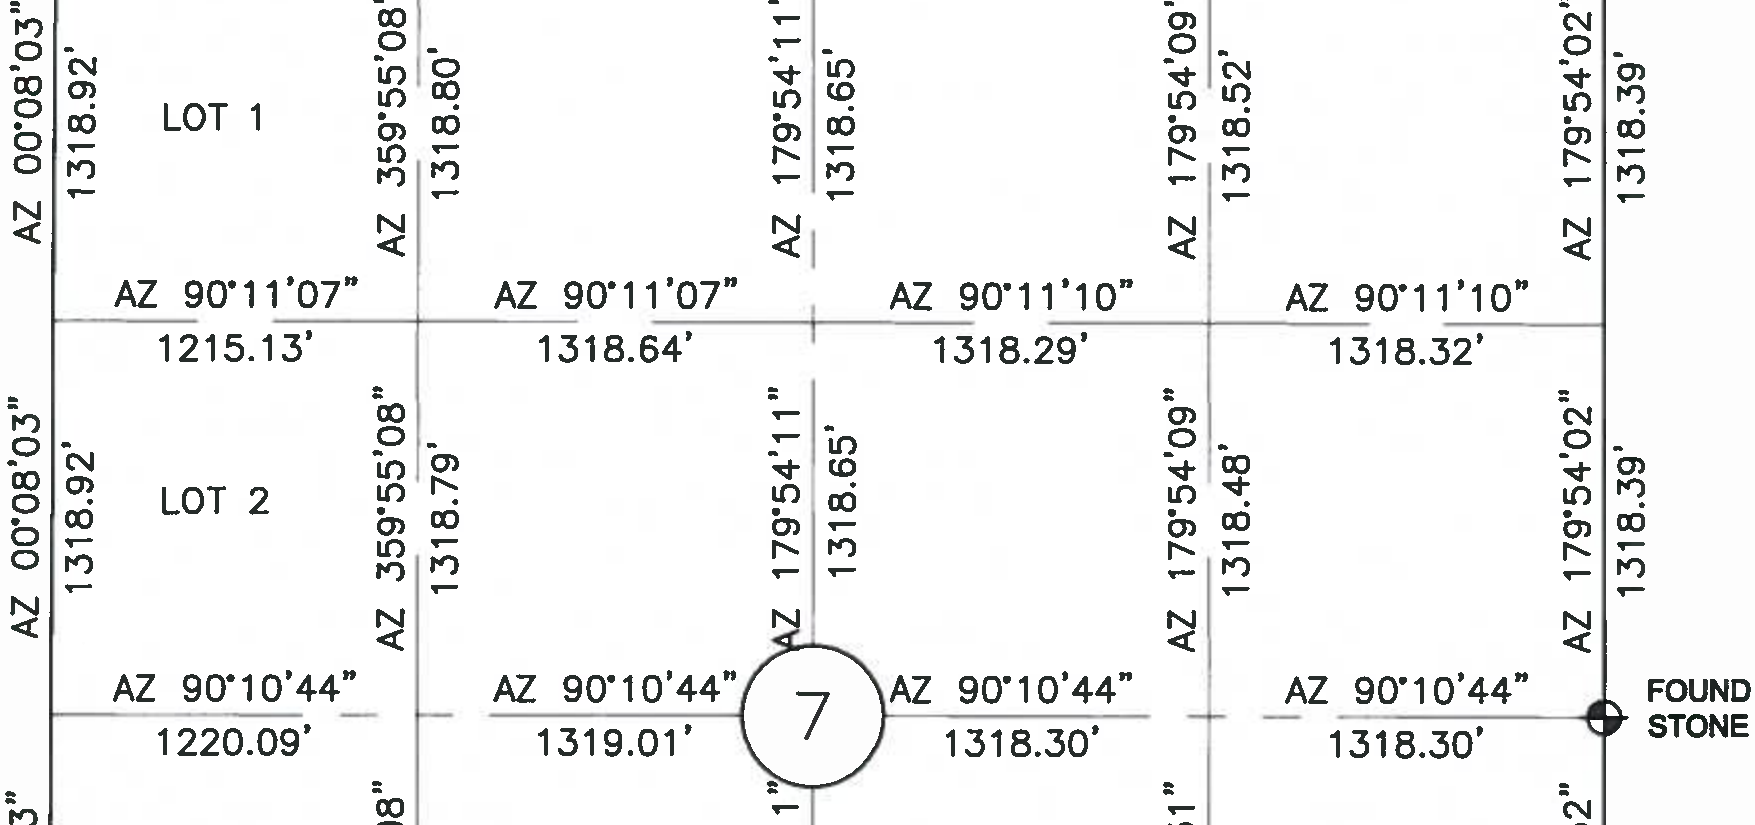 AZ 00°08'03"
1318.92'
LOT 1
AZ 359°55'08"
1318.80'
AZ 179°54'11"
1318.65'
AZ 179°54'09"
1318.52'
AZ 179°54'02"
1318.39'
AZ 90°11'07"
1215.13'
AZ 90°11'07"
1318.64'
AZ 90°11'10"
1318.29'
AZ 90°11'10"
1318.32'
AZ 00°08'03"
1318.92'
LOT 2
AZ 359°55'08"
1318.79'
AZ 179°54'11"
1318.65'
AZ 179°54'09"
1318.48'
AZ 179°54'02"
1318.39'
AZ 90°10'44"
1220.09'
AZ 90°10'44"
1319.01'
7
AZ 90°10'44"
1318.30'
AZ 90°10'44"
1318.30'
FOUND
STONE